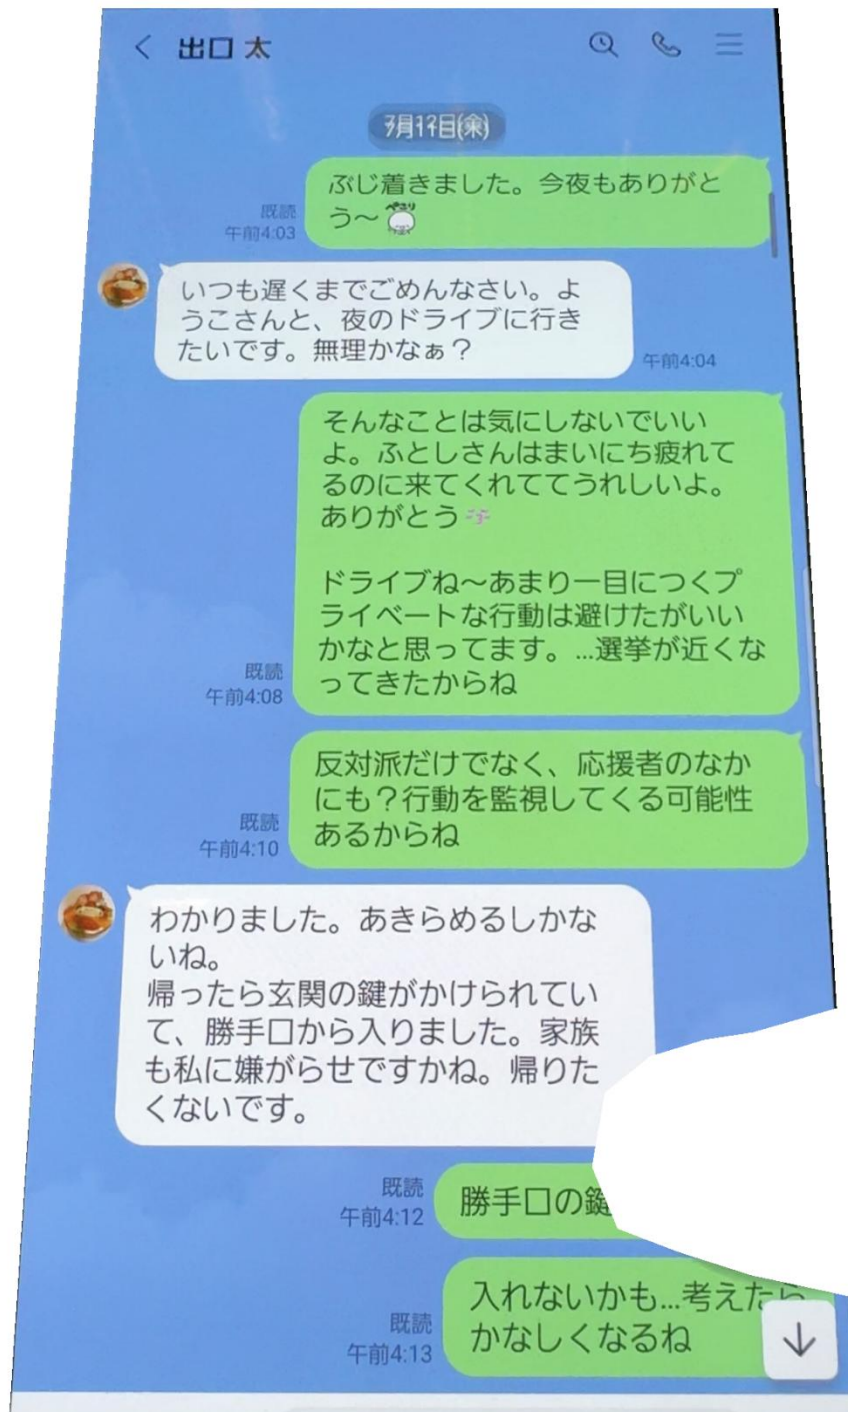 出口 太
ぶじ着きました。今夜もありがと
う〜
既読
午前4:03
いつも遅くまでごめんなさい。よ
うこさんと、夜のドライブに行き
たいです。無理かなぁ?
午前4:04
そんなことは気にしないでいい
よ。ふとしさんはまいにち疲れて
るのに来てくれててうれしいよ。
ありがとう
ドライブね〜あまり一目につくプ
ライベートな行動は避けたがいい
かなと思ってます。...選挙が近くな
ってきたからね
既読
午前4:08
反対派だけでなく、応援者のなか
にも?行動を監視してくる可能性
あるからね
既読
午前4:10
わかりました。あきらめるしかな
いね。
帰ったら玄関の鍵がかけられてい
て、勝手口から入りました。家族
も私に嫌がらせですかね。帰りた
くないです。
勝手口の鍵
既読
午前4:12
入れないかも...考えたら
かなしくなるね
既読
午前4:13